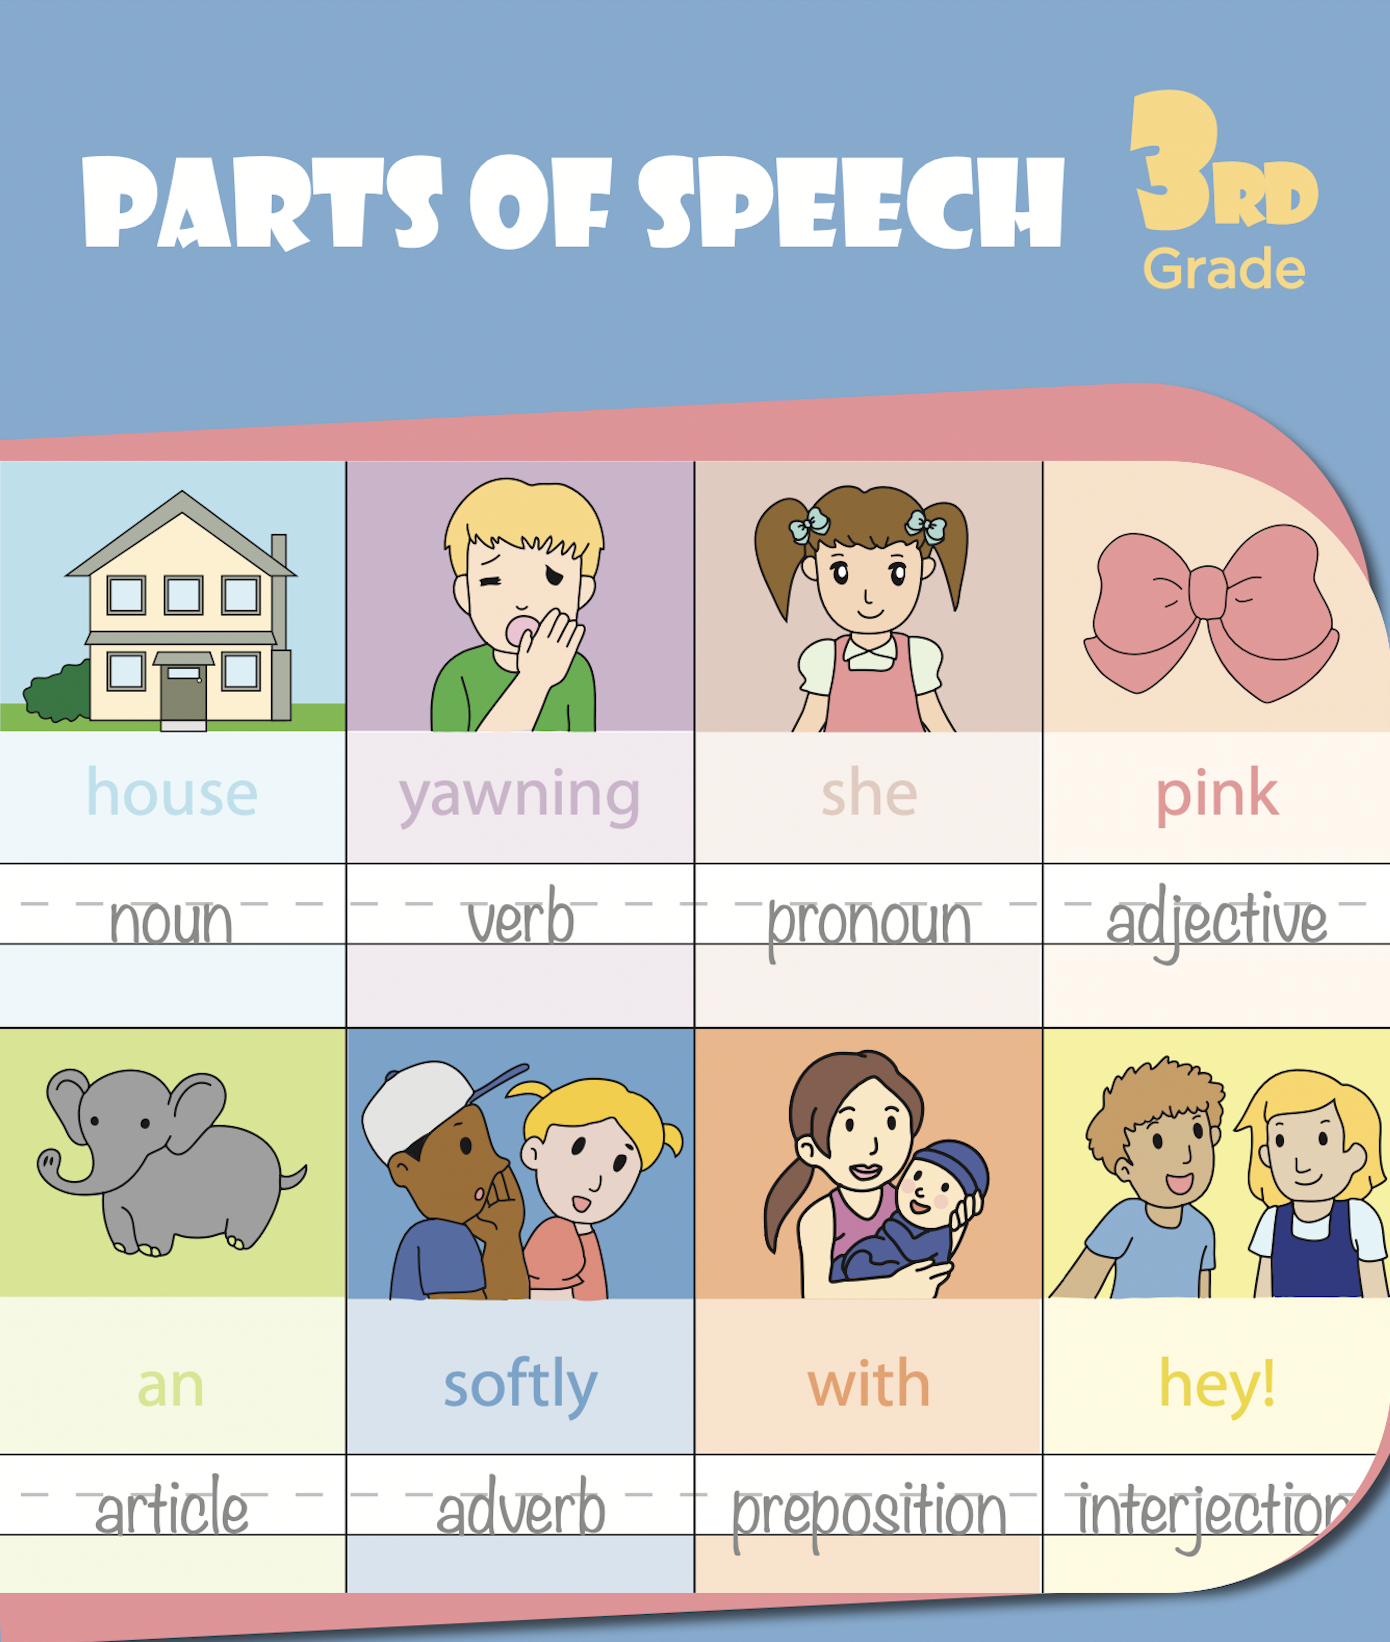 PARTS OF SPEECH 3RD
Grade
house yawning she pink
noun verb pronoun adjective
an softly with hey!
article adverb preposition interjection